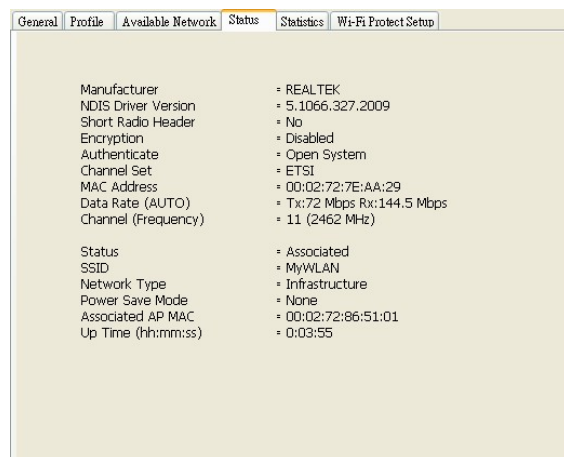 General Profile Available Network Status Statistics Wi-Fi Protect Setup
Manufacturer = REALTEK
NDIS Driver Version = 5.1066.327.2009
Short Radio Header = No
Encryption = Disabled
Authenticate = Open System
Channel Set = ETSI
MAC Address = 00:02:72:7E:AA:29
Data Rate (AUTO) = Tx:72 Mbps Rx:144.5 Mbps
Channel (Frequency) = 11 (2462 MHz)
Status = Associated
SSID = MyWLAN
Network Type = Infrastructure
Power Save Mode = None
Associated AP MAC = 00:02:72:86:51:01
Up Time (hh:mm:ss) = 0:03:55